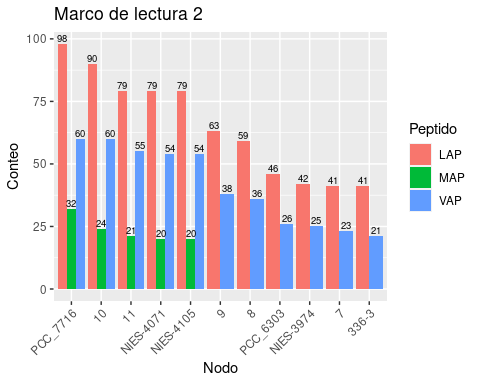 Marco de lectura 2
Conteo
100
75
50
25
0
98 32 60
90 24 60
79 21 55
79 20 54
79 20 54
63 38
59 36
46 26
42 25
41 23
41 21
PCC_7716
10
11
NIES-4071
NIES-4105
9
8
PCC_6303
NIES-3974
7
336-3
Nodo
Peptido
LAP
MAP
VAP